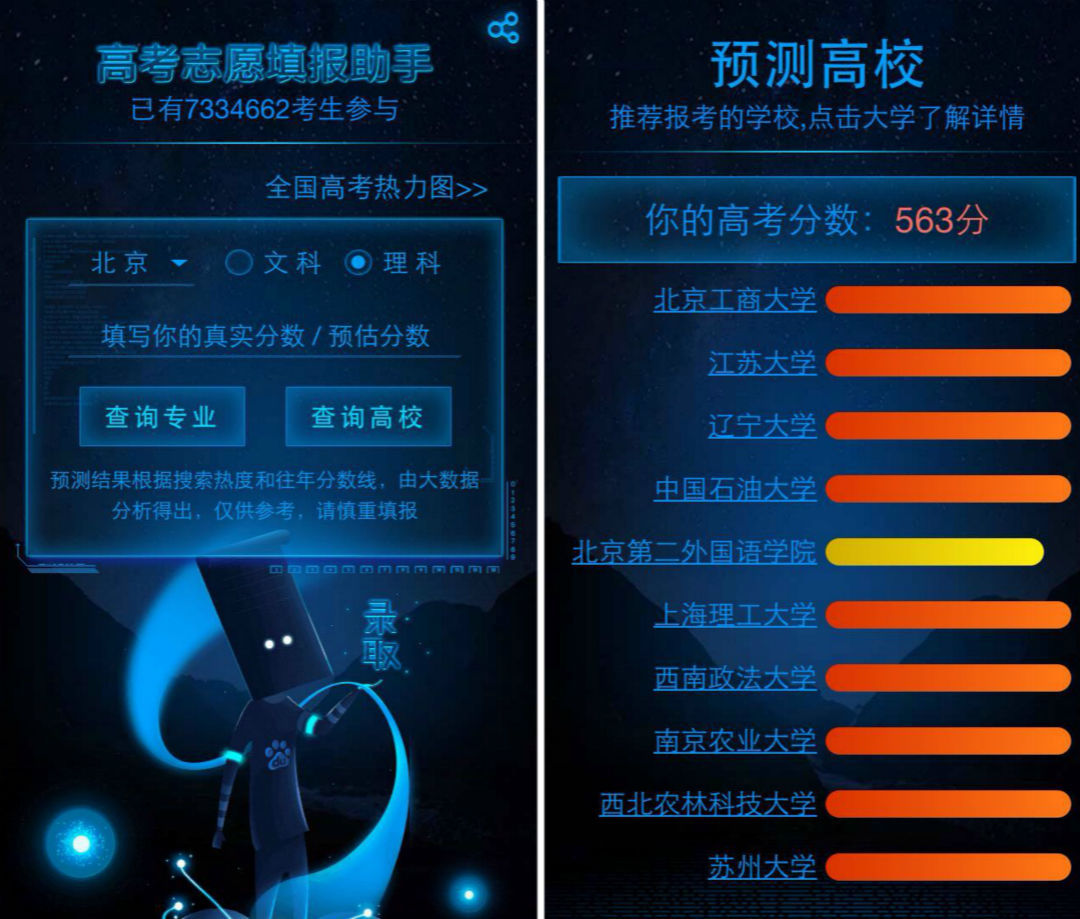 高考志愿填报助手
已有7334662考生参与
全国高考热力图>>
北京 文科 理科
填写你的真实分数 / 预估分数
查询专业 查询高校
预测结果根据搜索热度和往年分数线，由大数据
分析得出，仅供参考，请慎重填报
录
取
du
预测高校
推荐报考的学校,点击大学了解详情
你的高考分数：563分
北京工商大学
江苏大学
辽宁大学
中国石油大学
北京第二外国语学院
上海理工大学
西南政法大学
南京农业大学
西北农林科技大学
苏州大学